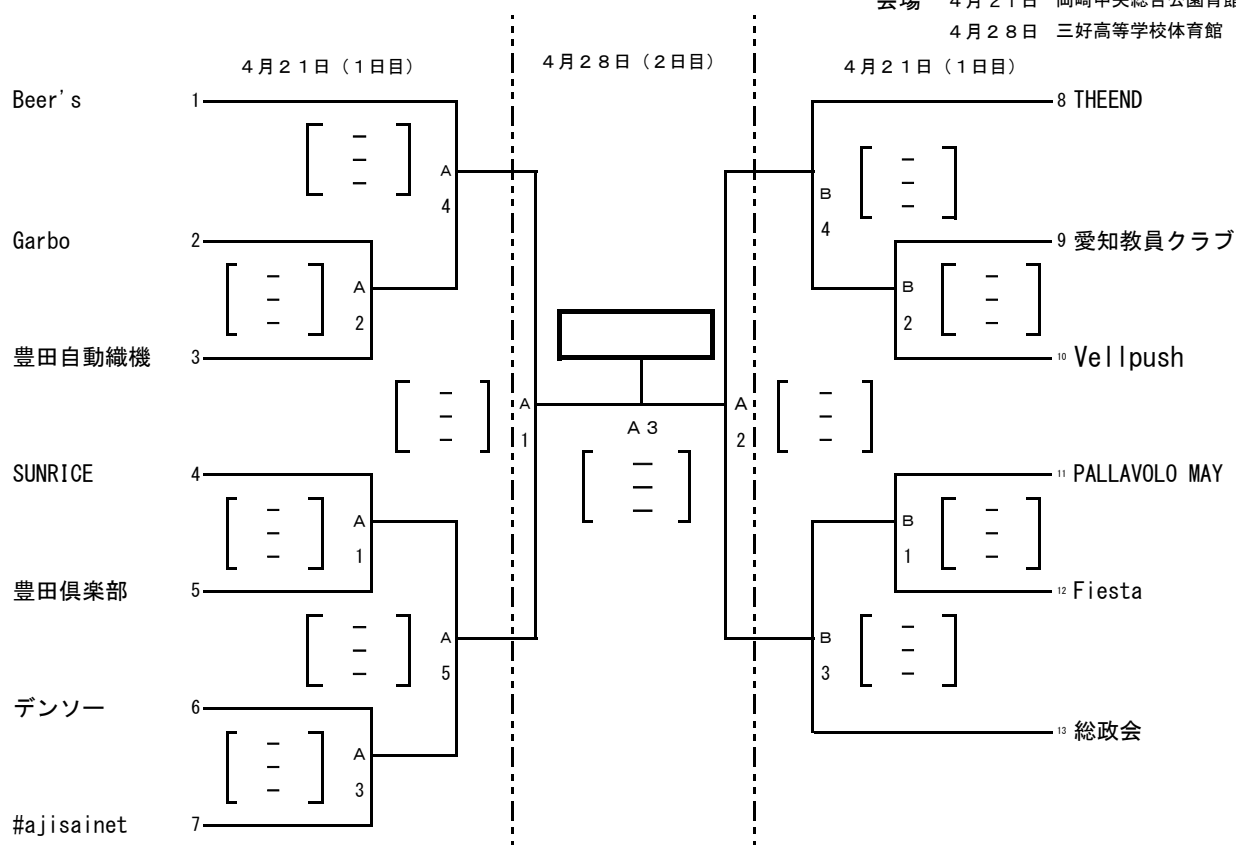 会場 4月21日 岡崎中央総合公園育館
4月28日 三好高等学校体育館
4月21日(1日目) 4月28日(2日目) 4月21日(1日目)
Beer's 1 8 THEEND
A 4
B 4
Garbo 2 9 愛知教員クラブ
A 2
B 2
豊田自動織機 3 10 Vellpush
A 1
A 3
A 2
SUNRICE 4 11 PALLAVOLO MAY
A 1
B 1
豊田倶楽部 5 12 Fiesta
A 5
B 3
デンソー 6 13 総政会
A 3
#ajisainet 7